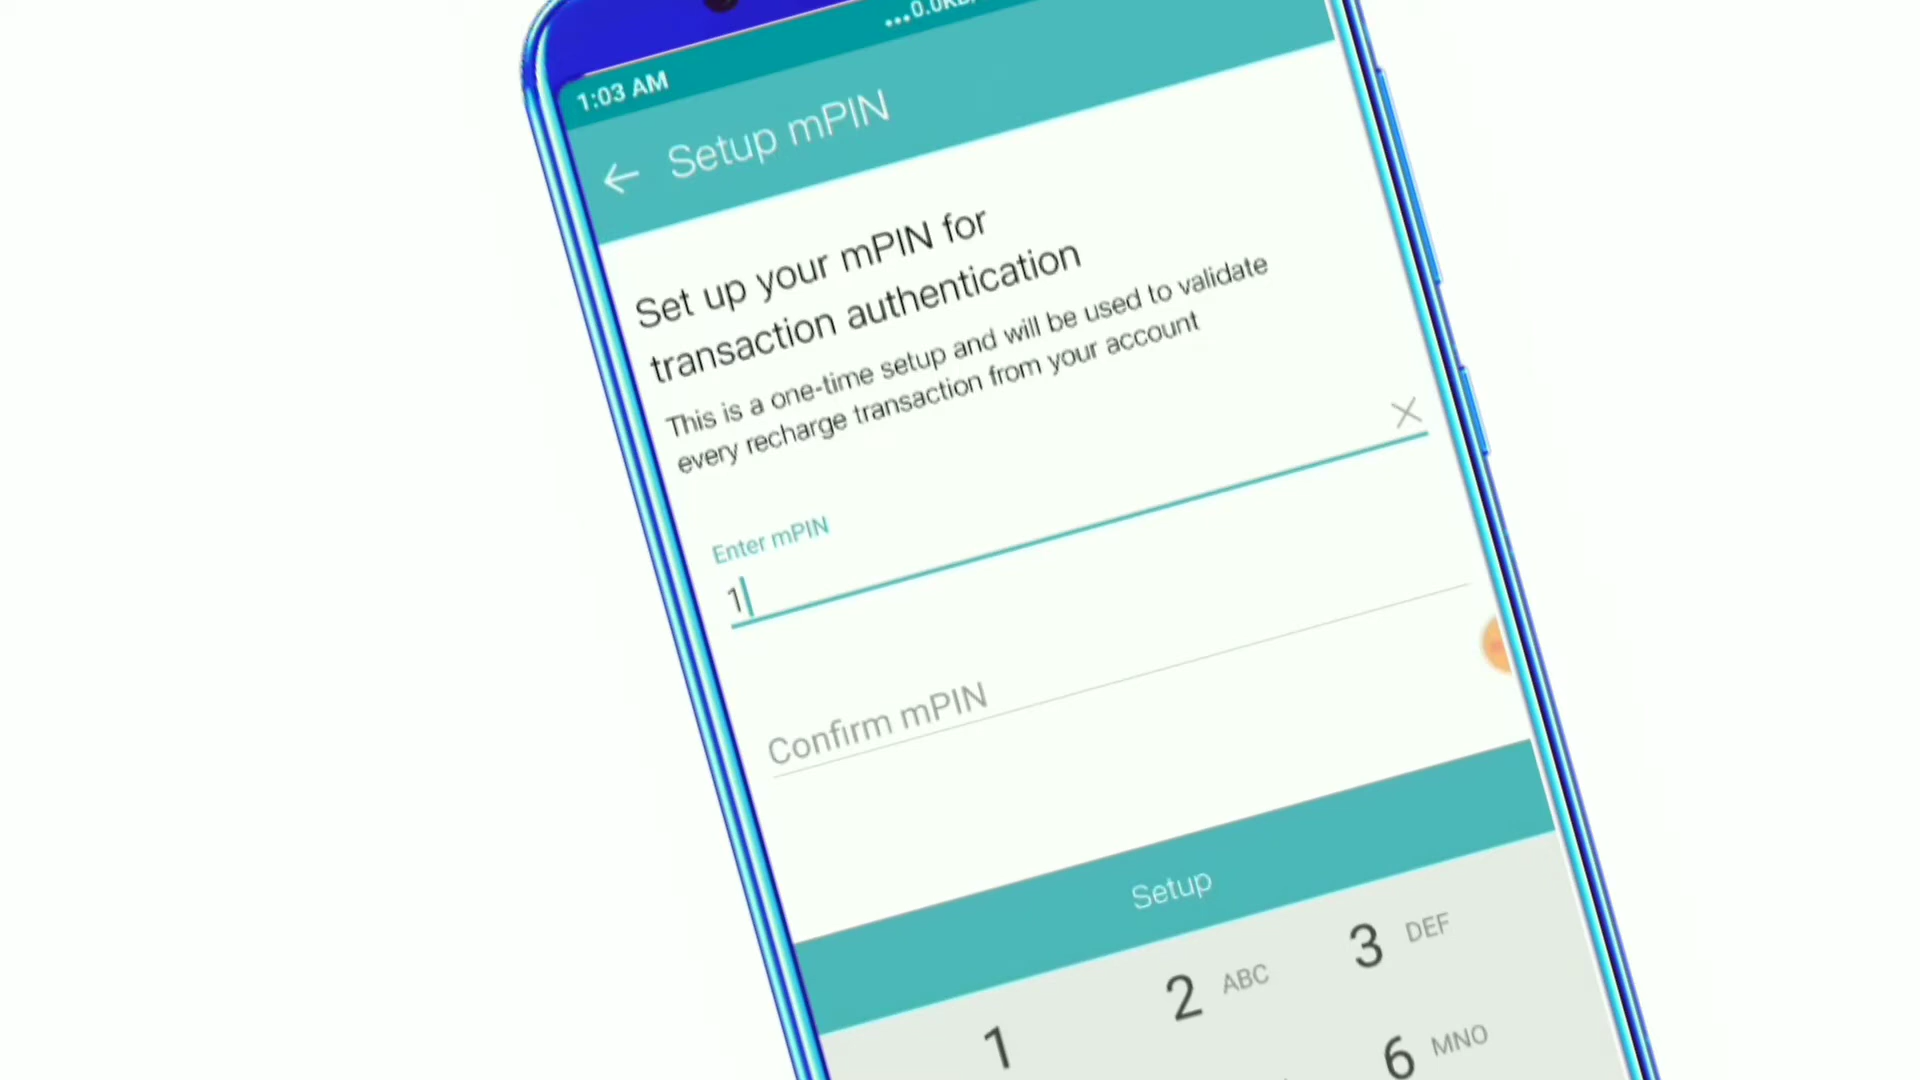 1:03 AM
Setup mPIN
Set up your mPIN for
transaction authentication
This is a one-time setup and will be used to validate
every recharge transaction from your account
Enter mPIN
1
Confirm mPIN
Setup
1
2 ABC
3 DEF
6 MNO